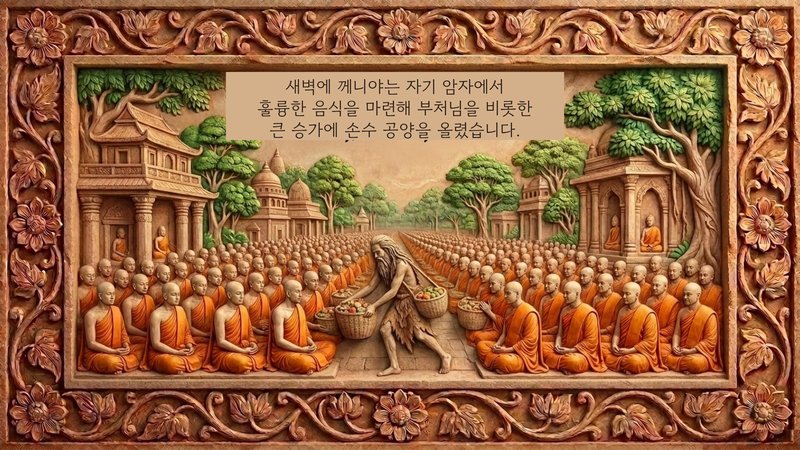 새벽에 께니야는 자기 암자에서
훌륭한 음식을 마련해 부처님을 비롯한
큰 승가에 손수 공양을 올렸습니다.